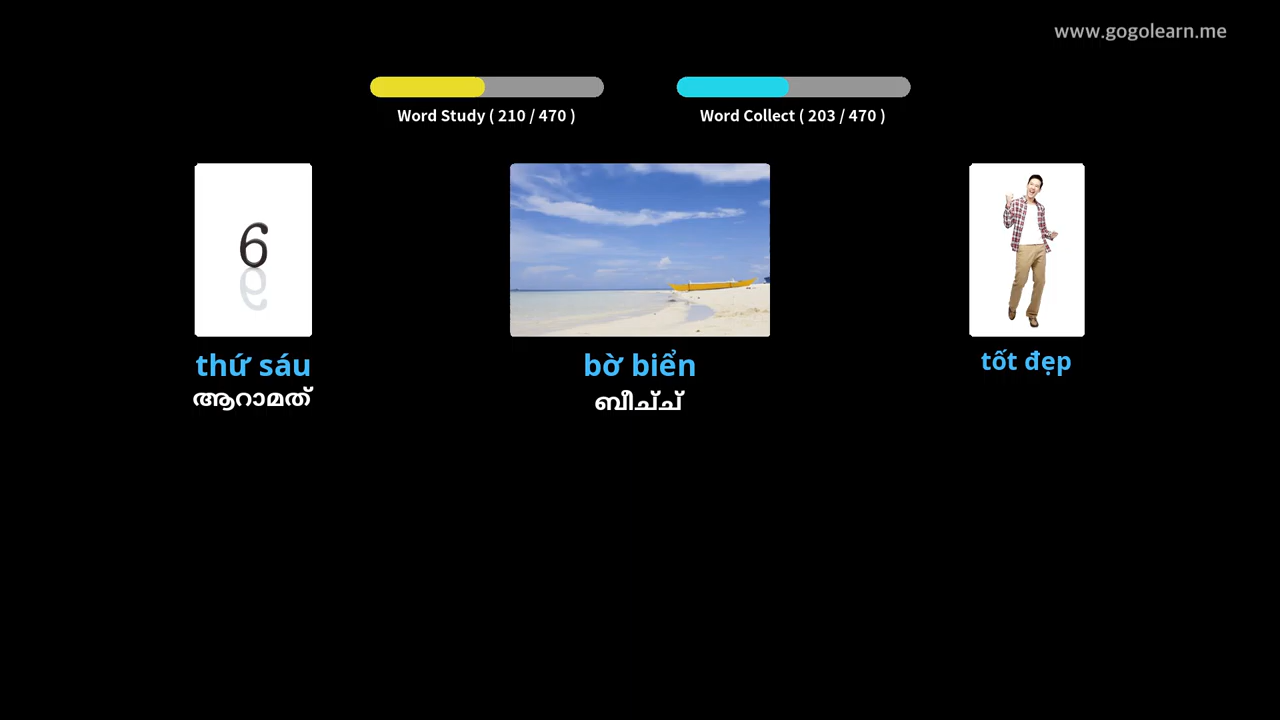 www.gogolearn.me
Word Study ( 210 / 470 )
Word Collect ( 203 / 470 )
6
thứ sáu
ആറാമത്
bờ biển
ബീച്ച്
tốt đẹp